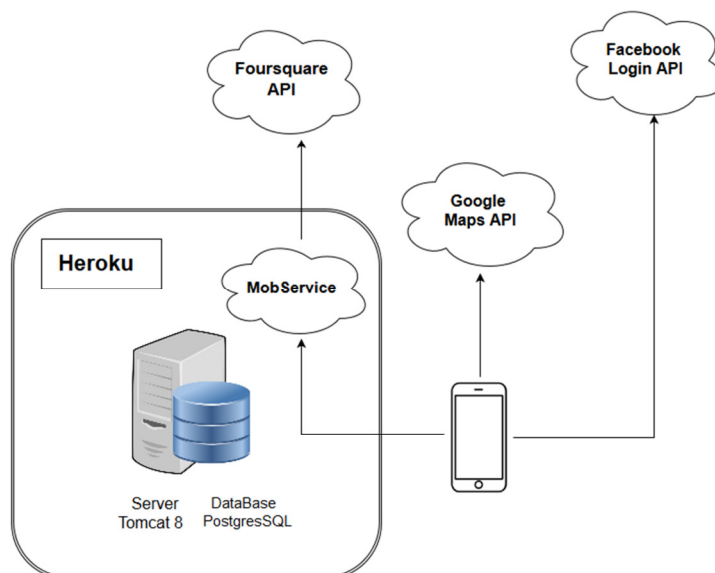 Foursquare
API
Facebook
Login API
Google
Maps API
Heroku
MobService
Server
Tomcat 8
DataBase
PostgresSQL